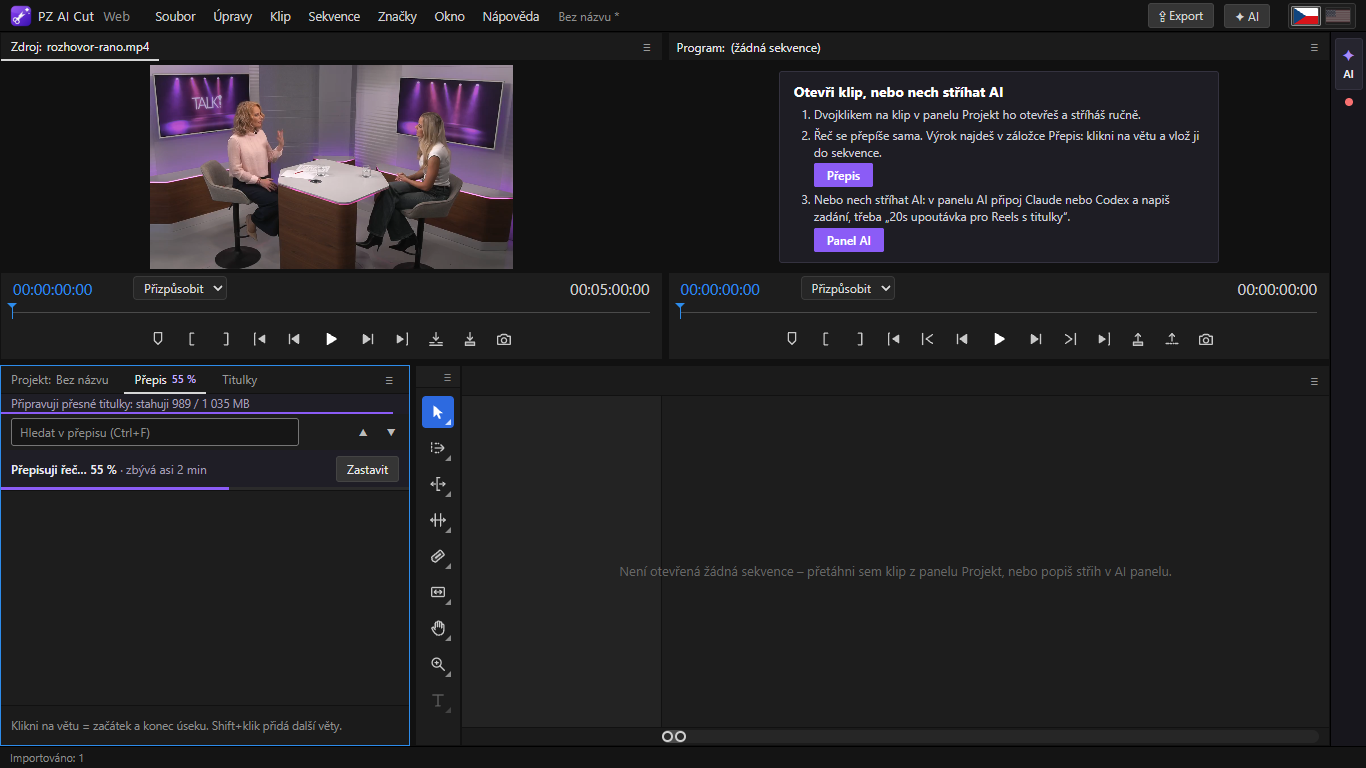 PZ AI Cut Web Soubor Úpravy Klip Sekvence Značky Okno Nápověda Bez názvu * Export AI
Zdroj: rozhovor-rano.mp4
TALK?
00:00:00:00 Přizpůsobit 00:05:00:00
Program: (žádná sekvence)
Otevři klip, nebo nech stříhat AI
1. Dvojklikem na klip v panelu Projekt ho otevřeš a stříháš ručně.
2. Řeč se přepíše sama. Výrok najdeš v záložce Přepis: klikni na větu a vlož ji
do sekvence.
Přepis
3. Nebo nech stříhat AI: v panelu AI připoj Claude nebo Codex a napiš
zadání, třeba „20s upoutávka pro Reels s titulky“.
Panel AI
00:00:00:00 Přizpůsobit 00:00:00:00
AI
Projekt: Bez názvu Přepis 55 % Titulky
Připravuji přesné titulky: stahuji 989 / 1 035 MB
Hledat v přepisu (Ctrl+F)
Přepisuji řeč... 55 % · zbývá asi 2 min Zastavit
Klikni na větu = začátek a konec úseku. Shift+klik přidá další věty.
Není otevřená žádná sekvence – přetáhni sem klip z panelu Projekt, nebo popiš střih v AI panelu.
Importováno: 1